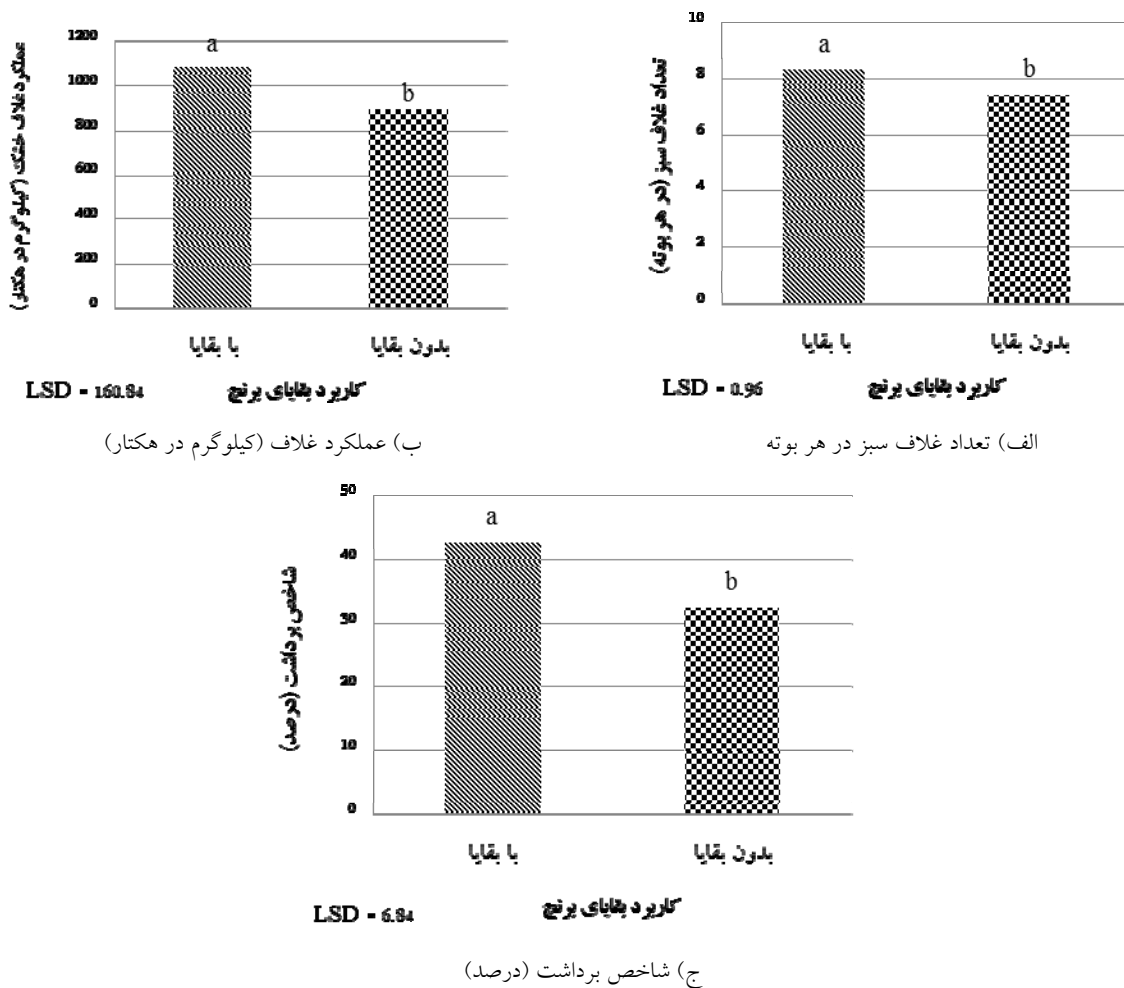 10
8
6
4
2
0
تعداد غلاف سبز (در هر بوته)
a
b
با بقایا
بدون بقایا
کاربرد بقایای برنج
LSD = 0.96
الف) تعداد غلاف سبز در هر بوته
1200
1000
800
600
400
200
0
عملکرد غلاف خشک (کیلوگرم در هکتار)
a
b
با بقایا
بدون بقایا
کاربرد بقایای برنج
LSD = 160.84
ب) عملکرد غلاف (کیلوگرم در هکتار)
50
40
30
20
10
0
شاخص برداشت (درصد)
a
b
با بقایا
بدون بقایا
کاربرد بقایای برنج
LSD = 6.84
ج) شاخص برداشت (درصد)